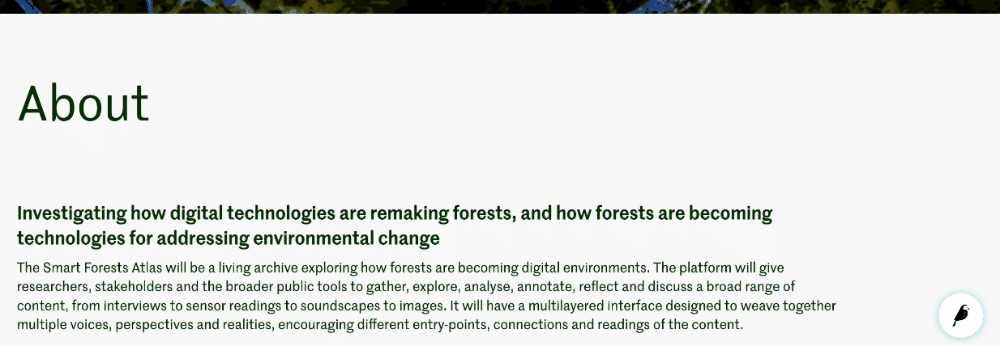 About
Investigating how digital technologies are remaking forests, and how forests are becoming
technologies for addressing environmental change
The Smart Forests Atlas will be a living archive exploring how forests are becoming digital environments. The platform will give
researchers, stakeholders and the broader public tools to gather, explore, analyse, annotate, reflect and discuss a broad range of
content, from interviews to sensor readings to soundscapes to images. It will have a multilayered interface designed to weave together
multiple voices, perspectives and realities, encouraging different entry-points, connections and readings of the content.